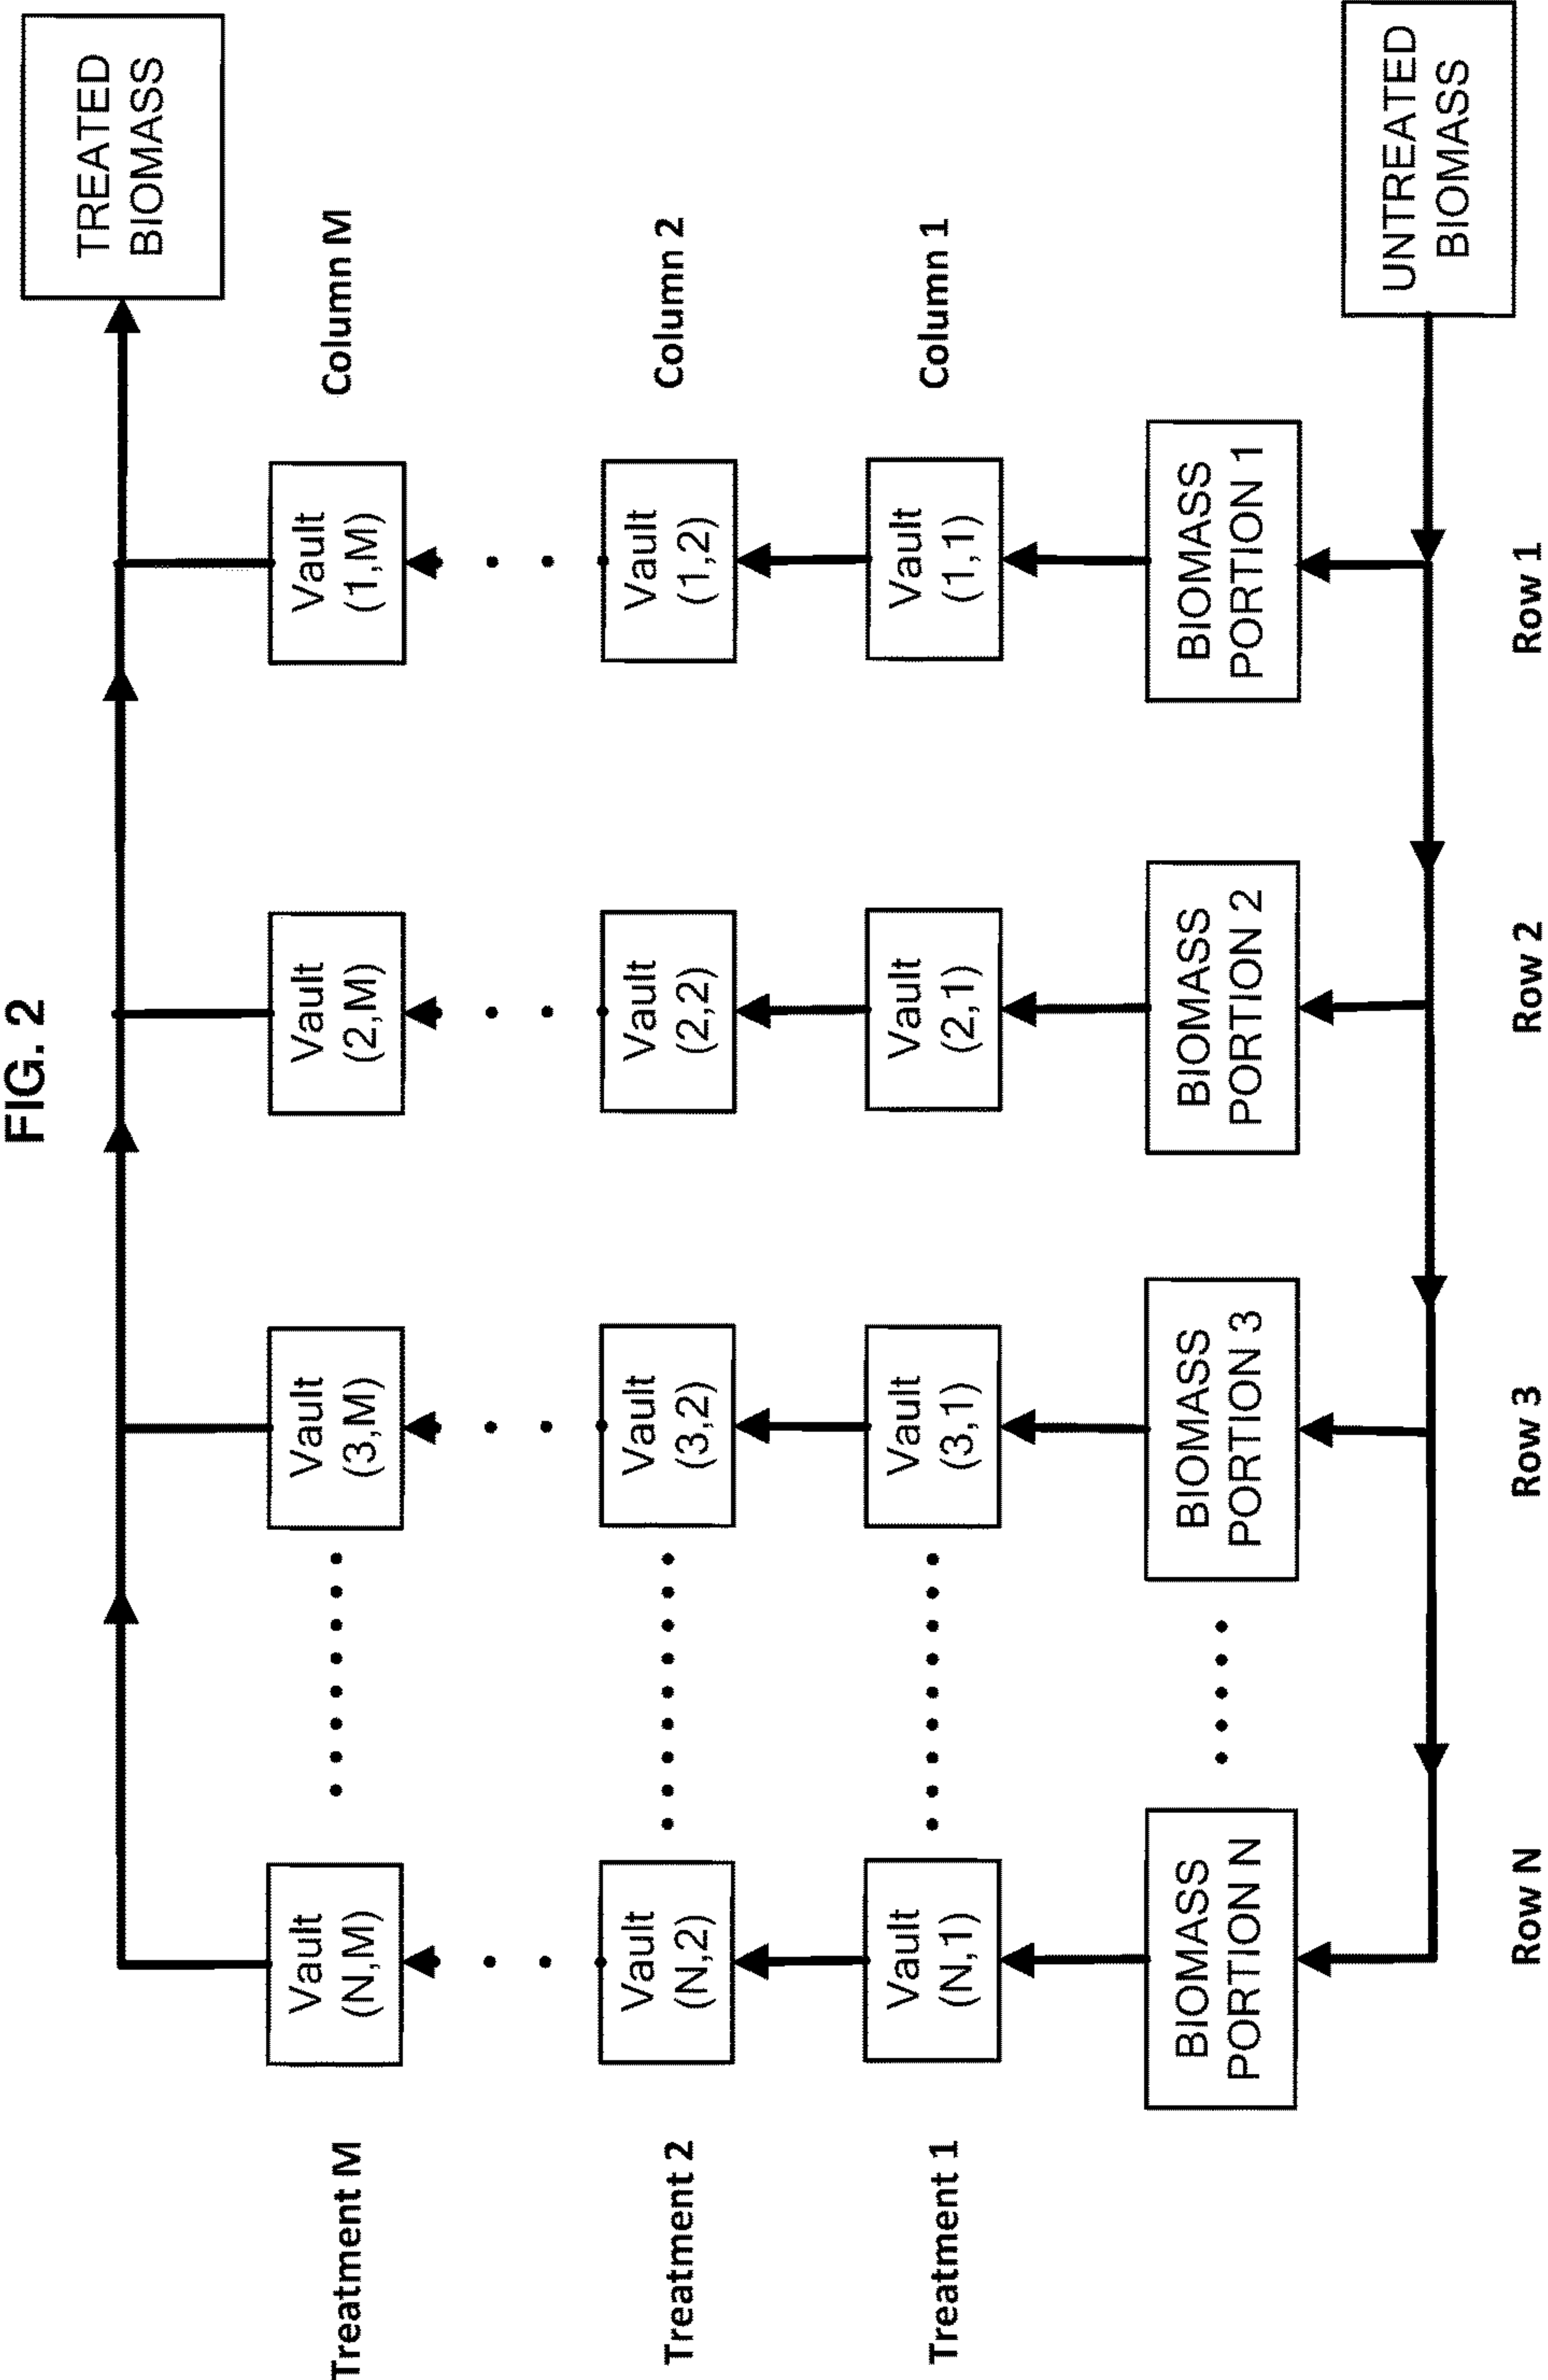 FIG. 2
TREATED
BIOMASS
Treatment M
Vault
(N,M)
Vault
(3,M)
Vault
(2,M)
Vault
(1,M)
Column M
Treatment 2
Vault
(N,2)
Vault
(3,2)
Vault
(2,2)
Vault
(1,2)
Column 2
Treatment 1
Vault
(N,1)
Vault
(3,1)
Vault
(2,1)
Vault
(1,1)
Column 1
BIOMASS
PORTION N
BIOMASS
PORTION 3
BIOMASS
PORTION 2
BIOMASS
PORTION 1
UNTREATED
BIOMASS
Row N
Row 3
Row 2
Row 1